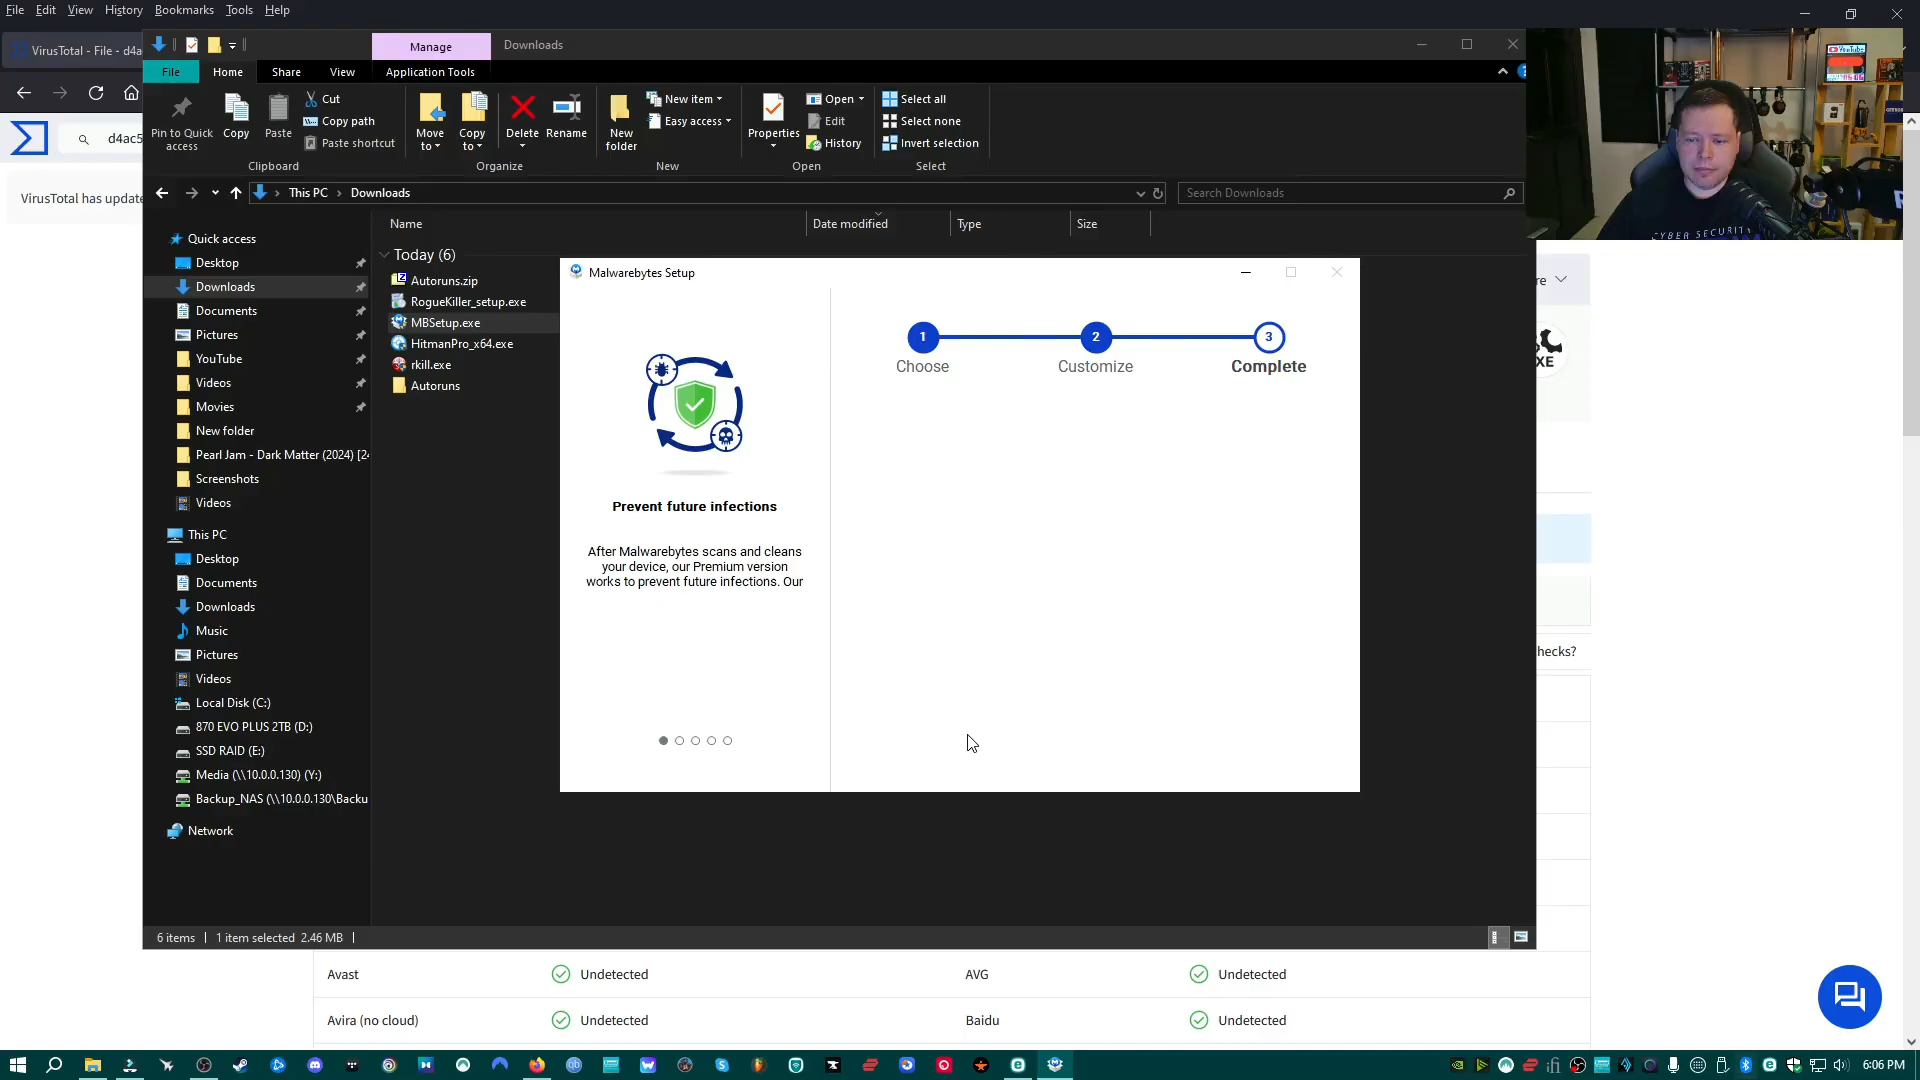 File Edit View History Bookmarks Tools Help
VirusTotal - File - d4a
Manage
Downloads
File Home Share View Application Tools
Pin to Quick access
Copy
Paste
Cut
Copy path
Paste shortcut
Clipboard
Move to
Copy to
Delete
Rename
Organize
New folder
New item
Easy access
New
Properties
Open
Edit
History
Open
Select all
Select none
Invert selection
Select
d4ac5
This PC > Downloads
Search Downloads
VirusTotal has update
Name Date modified Type Size
Quick access
Desktop
Downloads
Documents
Pictures
YouTube
Videos
Movies
New folder
Pearl Jam - Dark Matter (2024) [24
Screenshots
Videos
This PC
Desktop
Documents
Downloads
Music
Pictures
Videos
Local Disk (C:)
870 EVO PLUS 2TB (D:)
SSD RAID (E:)
Media (\\10.0.0.130) (Y:)
Backup_NAS (\\10.0.0.130\Backu
Network
Today (6)
Autoruns.zip
RogueKiller_setup.exe
MBSetup.exe
HitmanPro_x64.exe
rkill.exe
Autoruns
Malwarebytes Setup
1 2 3
Choose Customize Complete
Prevent future infections
After Malwarebytes scans and cleans
your device, our Premium version
works to prevent future infections. Our
6 items 1 item selected 2.46 MB
CYBER SECURITY
YouTube
re
EXE
hecks?
Avast Undetected AVG Undetected
Avira (no cloud) Undetected Baidu Undetected
6:06 PM